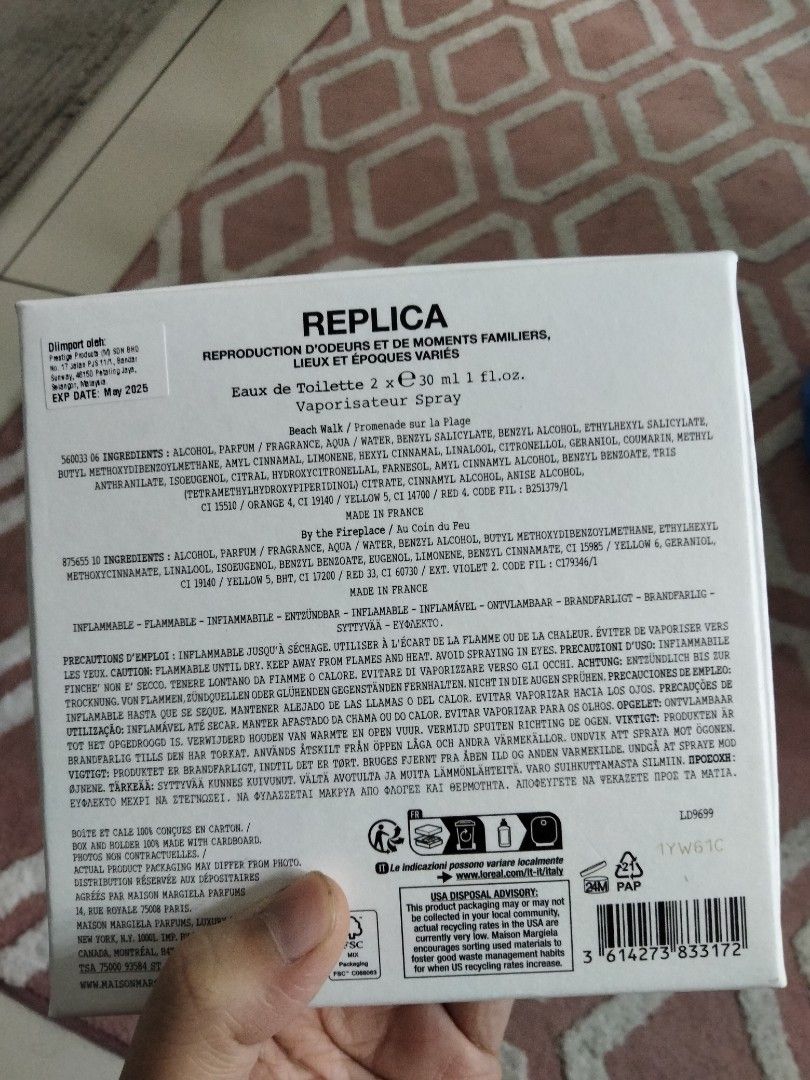 REPLICA
REPRODUCTION D'ODEURS ET DE MOMENTS FAMILIERS,
LIEUX ET ÉPOQUES VARIÉS
Eaux de Toilette 2 x ℮ 30 ml 1 fl.oz.
Vaporisateur Spray
Diimport oleh:
Prestige Products (M) SDN BHD
No. 17 Jalan PJS 11/1, Bandar
Sunway, 46150 Petaling Jaya,
Selangor, Malaysia
EXP DATE: May 2025
Beach Walk / Promenade sur la Plage
560033 06 INGREDIENTS : ALCOHOL, PARFUM / FRAGRANCE, AQUA / WATER, BENZYL SALICYLATE, BENZYL ALCOHOL, ETHYLHEXYL SALICYLATE,
BUTYL METHOXYDIBENZOYLMETHANE, AMYL CINNAMAL, LIMONENE, HEXYL CINNAMAL, LINALOOL, CITRONELLOL, GERANIOL, COUMARIN, METHYL
ANTHRANILATE, ISOEUGENOL, CITRAL, HYDROXYCITRONELLAL, FARNESOL, AMYL CINNAMYL ALCOHOL, BENZYL BENZOATE, TRIS
(TETRAMETHYLHYDROXYPIPERIDINOL) CITRATE, CINNAMYL ALCOHOL, ANISE ALCOHOL,
CI 15510 / ORANGE 4, CI 19140 / YELLOW 5, CI 14700 / RED 4. CODE FIL : B251379/1
MADE IN FRANCE
By the Fireplace / Au Coin du Feu
875655 10 INGREDIENTS : ALCOHOL, PARFUM / FRAGRANCE, AQUA / WATER, BENZYL ALCOHOL, BUTYL METHOXYDIBENZOYLMETHANE, ETHYLHEXYL
METHOXYCINNAMATE, LINALOOL, ISOEUGENOL, BENZYL BENZOATE, EUGENOL, LIMONENE, BENZYL CINNAMATE, CI 15985 / YELLOW 6, GERANIOL,
CI 19140 / YELLOW 5, BHT, CI 17200 / RED 33, CI 60730 / EXT. VIOLET 2. CODE FIL : C179346/1
MADE IN FRANCE
INFLAMMABLE – FLAMMABLE – INFIAMMABILE – ENTZÜNDBAR – INFLAMABLE – INFLAMÁVEL – ONTVLAMBAAR – BRANDFARLIGT – BRANDFARLIG –
SYTTYVÄÄ – ΕΥΦΛΕΚΤΟ.
PRECAUTIONS D'EMPLOI : INFLAMMABLE JUSQU'À SÉCHAGE. UTILISER À L'ÉCART DE LA FLAMME OU DE LA CHALEUR. ÉVITER DE VAPORISER VERS
LES YEUX. CAUTION: FLAMMABLE UNTIL DRY. KEEP AWAY FROM FLAMES AND HEAT. AVOID SPRAYING IN EYES. PRECAUZIONI D'USO: INFIAMMABILE
FINCHE' NON E' SECCO. TENERE LONTANO DA FIAMME O CALORE. EVITARE DI VAPORIZZARE VERSO GLI OCCHI. ACHTUNG: ENTZÜNDLICH BIS ZUR
TROCKNUNG. VON FLAMMEN, ZÜNDQUELLEN ODER GLÜHENDEN GEGENSTÄNDEN FERNHALTEN. NICHT IN DIE AUGEN SPRÜHEN. PRECAUCIONES DE EMPLEO:
INFLAMABLE HASTA QUE SE SEQUE. MANTENER ALEJADO DE LAS LLAMAS O DEL CALOR. EVITAR VAPORIZAR HACIA LOS OJOS. PRECAUÇÕES DE
UTILIZAÇÃO: INFLAMÁVEL ATÉ SECAR. MANTER AFASTADO DA CHAMA OU DO CALOR. EVITAR VAPORIZAR PARA OS OLHOS. OPGELET: ONTVLAMBAAR
TOT HET OPGEDROOGD IS. VERWIJDERD HOUDEN VAN WARMTE EN OPEN VUUR. VERMIJD SPUITEN RICHTING DE OGEN. VIKTIGT: PRODUKTEN ÄR
BRANDFARLIG TILLS DEN HAR TORKAT. ANVÄNDS ÅTSKILT FRÅN ÖPPEN LÅGA OCH ANDRA VÄRMEKÄLLOR. UNDVIK ATT SPRAYA MOT ÖGONEN.
VIGTIGT: PRODUKTET ER BRANDFARLIGT, INDTIL DET ER TØRT. BRUGES FJERNT FRA ÅBEN ILD OG ANDEN VARMEKILDE. UNDGÅ AT SPRAYE MOD
ØJNENE. TÄRKEÄÄ: SYTTYVÄÄ KUNNES KUIVUNUT. VÄLTÄ AVOTULTA JA MUITA LÄMMÖNLÄHTEITÄ. VARO SUIHKUTTAMASTA SILMIIN. ΠΡΟΣΟΧΗ:
ΕΥΦΛΕΚΤΟ ΜΕΧΡΙ ΝΑ ΣΤΕΓΝΩΣΕΙ. ΝΑ ΦΥΛΑΣΣΕΤΑΙ ΜΑΚΡΥΑ ΑΠΟ ΦΛΟΓΕΣ ΚΑΙ ΘΕΡΜΟΤΗΤΑ. ΑΠΟΦΕΥΓΕΤΕ ΝΑ ΨΕΚΑΖΕΤΕ ΠΡΟΣ ΤΑ ΜΑΤΙΑ.
BOITE ET CALE 100% CONÇUES EN CARTON. /
BOX AND HOLDER 100% MADE WITH CARDBOARD.
PHOTOS NON CONTRACTUELLES. /
ACTUAL PRODUCT PACKAGING MAY DIFFER FROM PHOTO.
DISTRIBUTION RÉSERVÉE AUX DÉPOSITAIRES
AGRÉÉS PAR MAISON MARGIELA PARFUMS
14, RUE ROYALE 75008 PARIS.
MAISON MARGIELA PARFUMS, LUXURY
NEW YORK, N.Y. 10001. IMP. P
CANADA, MONTRÉAL, H4
TSA 75000 93584 ST
WWW.MAISONMAR
FR
IT Le indicazioni possono variare localmente
www.loreal.com/it-it/italy
FSC
MIX
Packaging
FSC® C088063
USA DISPOSAL ADVISORY:
This product packaging may or may not
be collected in your local community,
actual recycling rates in the USA are
currently very low. Maison Margiela
encourages sorting used materials to
foster good waste management habits
for when US recycling rates increase.
LD9699
1YW61C
24M
21
PAP
3 614273 833172